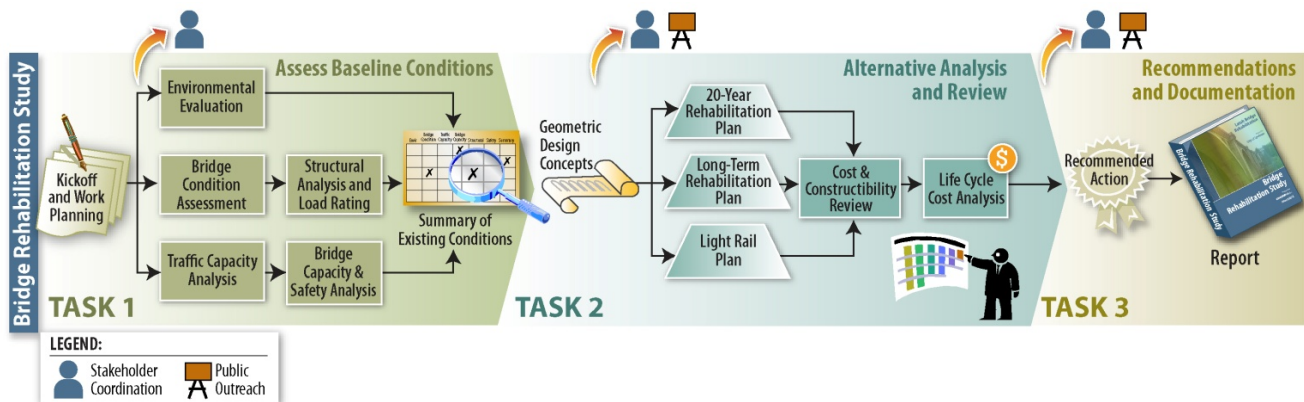 Bridge Rehabilitation Study
Assess Baseline Conditions
Kickoff
and Work
Planning
Environmental
Evaluation
Bridge
Condition
Assessment
Structural
Analysis and
Load Rating
Traffic Capacity
Analysis
Bridge
Capacity &
Safety Analysis
Summary of
Existing Conditions
TASK 1
Alternative Analysis
and Review
Geometric
Design
Concepts
20-Year
Rehabilitation
Plan
Long-Term
Rehabilitation
Plan
Light Rail
Plan
Cost &
Constructibility
Review
$
Life Cycle
Cost Analysis
TASK 2
Recommendations
and Documentation
Recommended
Action
Bridge Rehabilitation Study
Bridge
Rehabilitation Study
Report
TASK 3
LEGEND:
Stakeholder
Coordination
Public
Outreach